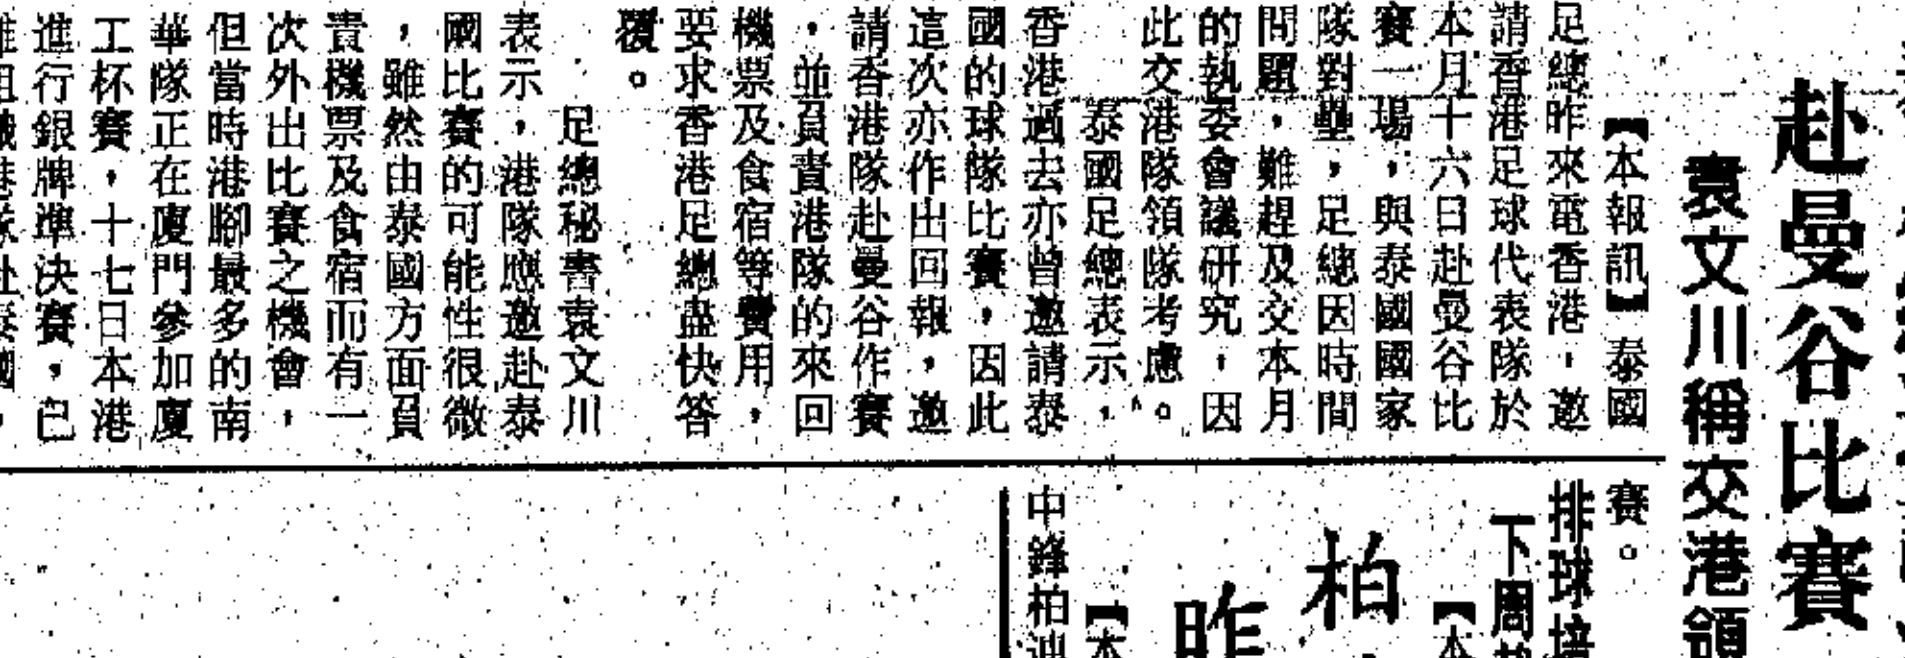 赴曼谷比賽
袁文川稱交港領
【本報訊】泰國
足總昨來電香港，邀
請香港足球代表隊於
本月十六日赴曼谷比
賽一場，與泰國國家
隊對壘，足總因時間
問題，難趕及交本月
的執委會議研究，因
此交港隊領隊考慮。
泰國足總表示，
香港過去亦曾邀請泰
國的球隊比賽，因此
這次亦作出回報，邀
請香港隊赴曼谷作賽
，並負責港隊的來回
機票及食宿等費用，
要求香港足總盡快答
覆。
足總秘書袁文川
表示，港隊應邀赴泰
國比賽的可能性很微
，雖然由泰國方面負
責機票及食宿而有一
次外出比賽之機會，
但當時港腳最多的南
華隊正在廈門參加廈
工杯賽，十七日本港
進行銀牌準決賽，已
賽。
排球培
下周
柏
昨
【本
【本
中鋒柏迪